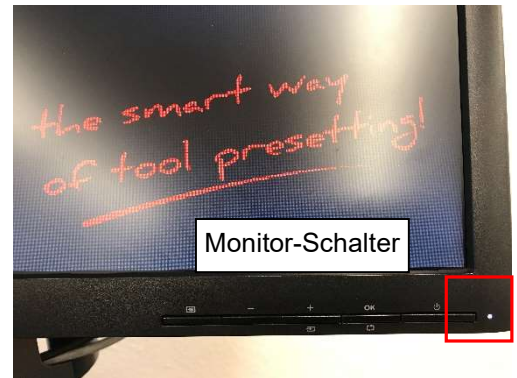 the smart way
of tool presetting!
Monitor-Schalter
OK